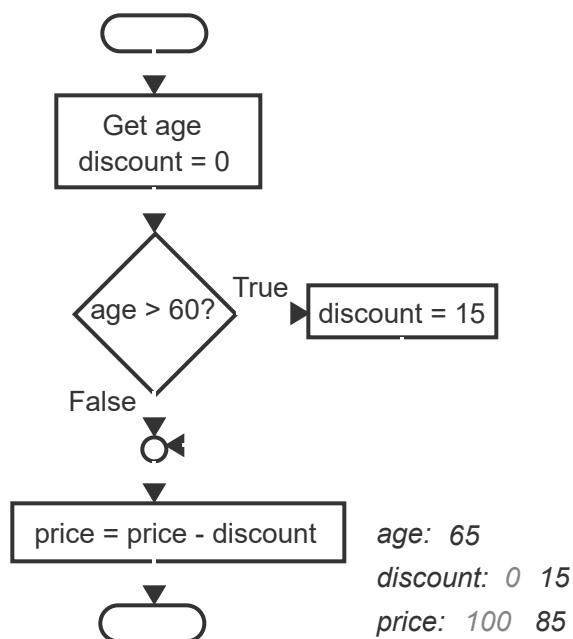 Get age
discount = 0
age > 60?
True
discount = 15
False
price = price - discount
age: 65
discount: 0 15
price: 100 85